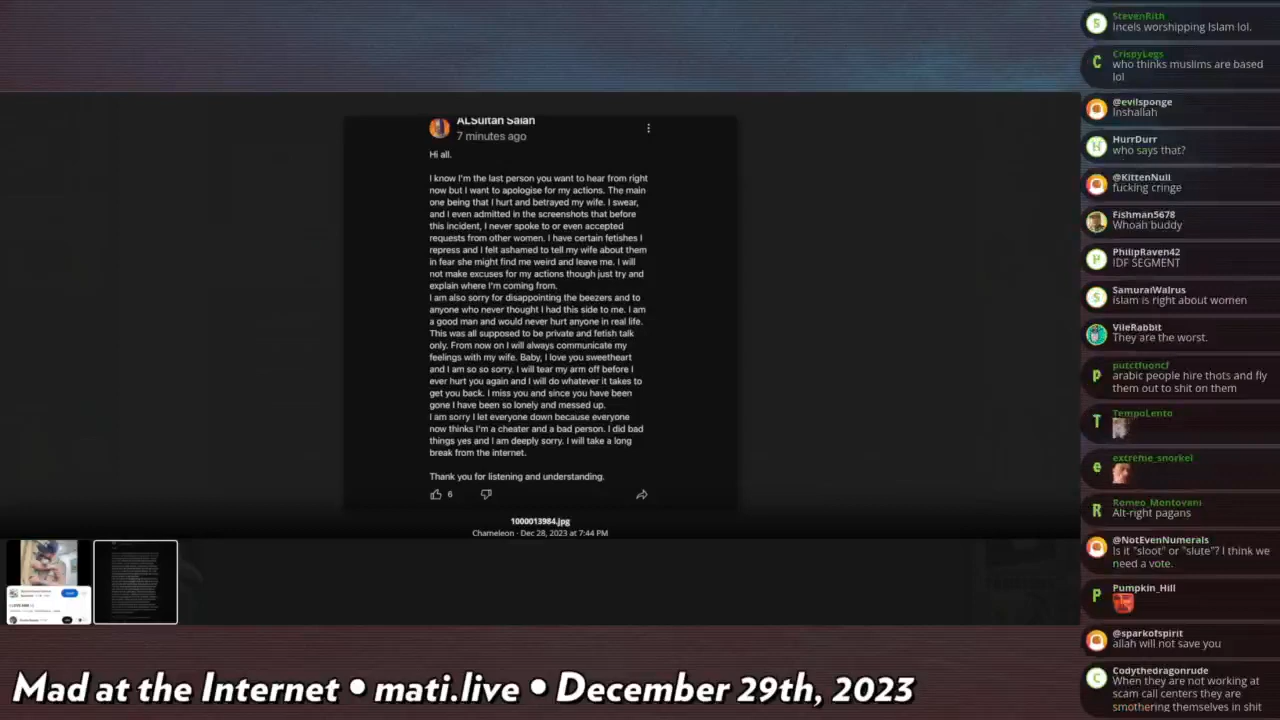 ALSultan Salah
7 minutes ago
Hi all.
I know I'm the last person you want to hear from right
now but I want to apologise for my actions. The main
one being that I hurt and betrayed my wife. I swear,
and I even admitted in the screenshots that before
this incident, I never spoke to or even accepted
requests from other women. I have certain fetishes I
repress and I felt ashamed to tell my wife about them
in fear she might find me weird and leave me. I will
not make excuses for my actions though just try and
explain where I'm coming from.
I am also sorry for disappointing the beezers and to
anyone who never thought I had this side to me. I am
a good man and would never hurt anyone in real life.
This was all supposed to be private and fetish talk
only. From now on I will always communicate my
feelings with my wife. Baby, I love you sweetheart
and I am so so sorry. I will tear my arm off before I
ever hurt you again and I will do whatever it takes to
get you back. I miss you and since you have been
gone I have been so lonely and messed up.
I am sorry I let everyone down because everyone
now thinks I'm a cheater and a bad person. I did bad
things yes and I am deeply sorry. I will take a long
break from the internet.
Thank you for listening and understanding.
6
1000013984.jpg
Chameleon · Dec 28, 2023 at 7:44 PM
Mad at the Internet • mati.live • December 29th, 2023
S
StevenRith
Incels worshipping Islam lol.
C
CrispyLegs
who thinks muslims are based
lol
@evilsponge
Inshallah
H
HurrDurr
who says that?
@KittenNull
fucking cringe
Fishman5678
Whoah buddy
P
PhilipRaven42
IDF SEGMENT
S
SamuraiWalrus
islam is right about women
VileRabbit
They are the worst.
P
putctfuoncf
arabic people hire thots and fly
them out to shit on them
T
TempoLento
e
extreme_snorkel
R
Romeo_Montovani
Alt-right pagans
@NotEvenNumerals
Is it "sloot" or "slute"? I think we
need a vote.
P
Pumpkin_Hill
@sparkofspirit
allah will not save you
C
Codythedragonrude
When they are not working at
scam call centers they are
smothering themselves in shit